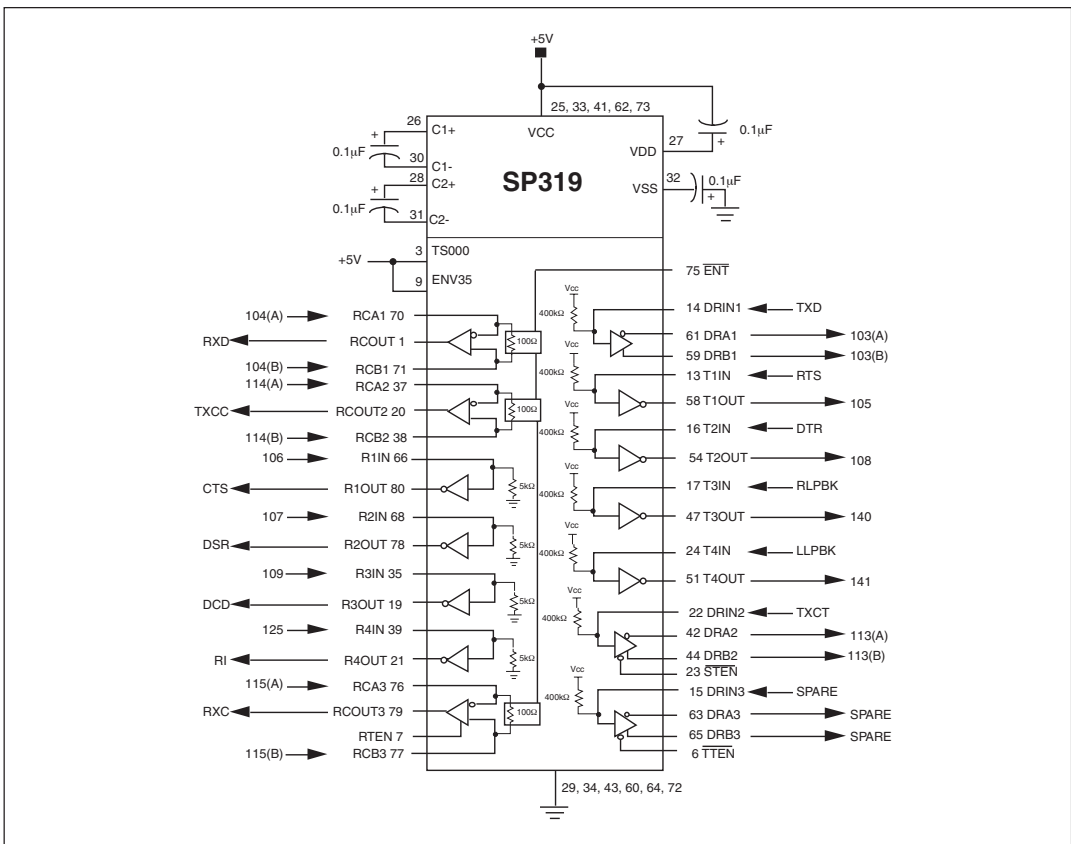 +5V
25, 33, 41, 62, 73
26 C1+ VCC 27 0.1µF
0.1µF + VDD +
30 C1-
28 C2+ SP319 32 0.1µF
0.1µF + VSS +
31 C2-
3 TS000
+5V
9 ENV35
75 ENT
104(A) RCA1 70
RXD RCOUT 1 100Ω
104(B) RCB1 71
114(A) RCA2 37
TXCC RCOUT2 20 100Ω
114(B) RCB2 38
106 R1IN 66
CTS R1OUT 80 5kΩ
107 R2IN 68
DSR R2OUT 78 5kΩ
109 R3IN 35
DCD R3OUT 19 5kΩ
125 R4IN 39
RI R4OUT 21 5kΩ
115(A) RCA3 76
RXC RCOUT3 79 100Ω
RTEN 7
115(B) RCB3 77
Vcc
400kΩ 14 DRIN1 TXD
61 DRA1 103(A)
59 DRB1 103(B)
Vcc
400kΩ 13 T1IN RTS
58 T1OUT 105
Vcc
400kΩ 16 T2IN DTR
54 T2OUT 108
Vcc
400kΩ 17 T3IN RLPBK
47 T3OUT 140
Vcc
400kΩ 24 T4IN LLPBK
51 T4OUT 141
Vcc
400kΩ 22 DRIN2 TXCT
42 DRA2 113(A)
44 DRB2 113(B)
23 STEN
Vcc
400kΩ 15 DRIN3 SPARE
63 DRA3 SPARE
65 DRB3 SPARE
6 TTEN
29, 34, 43, 60, 64, 72